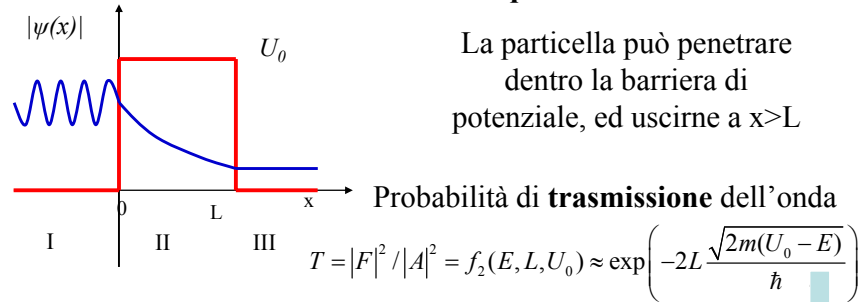 |ψ(x)|
U₀
La particella può penetrare
dentro la barriera di
potenziale, ed uscirne a x>L
0
L
x
I
II
III
Probabilità di trasmissione dell'onda
T = |F|² / |A|² = f₂(E, L, U₀) ≈ exp(−2L √(2m(U₀ − E)) / ħ)